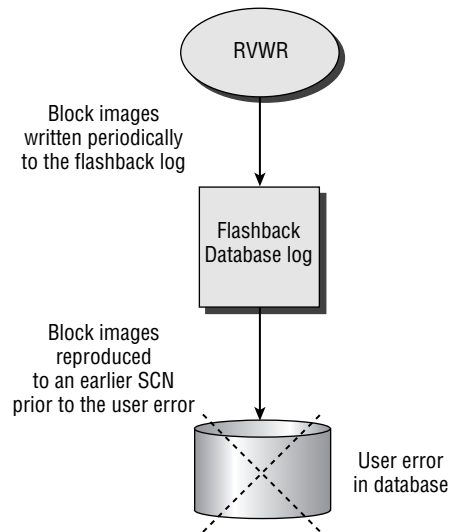 RVWR
Block images
written periodically
to the flashback log
Flashback
Database log
Block images
reproduced
to an earlier SCN
prior to the user error
User error
in database